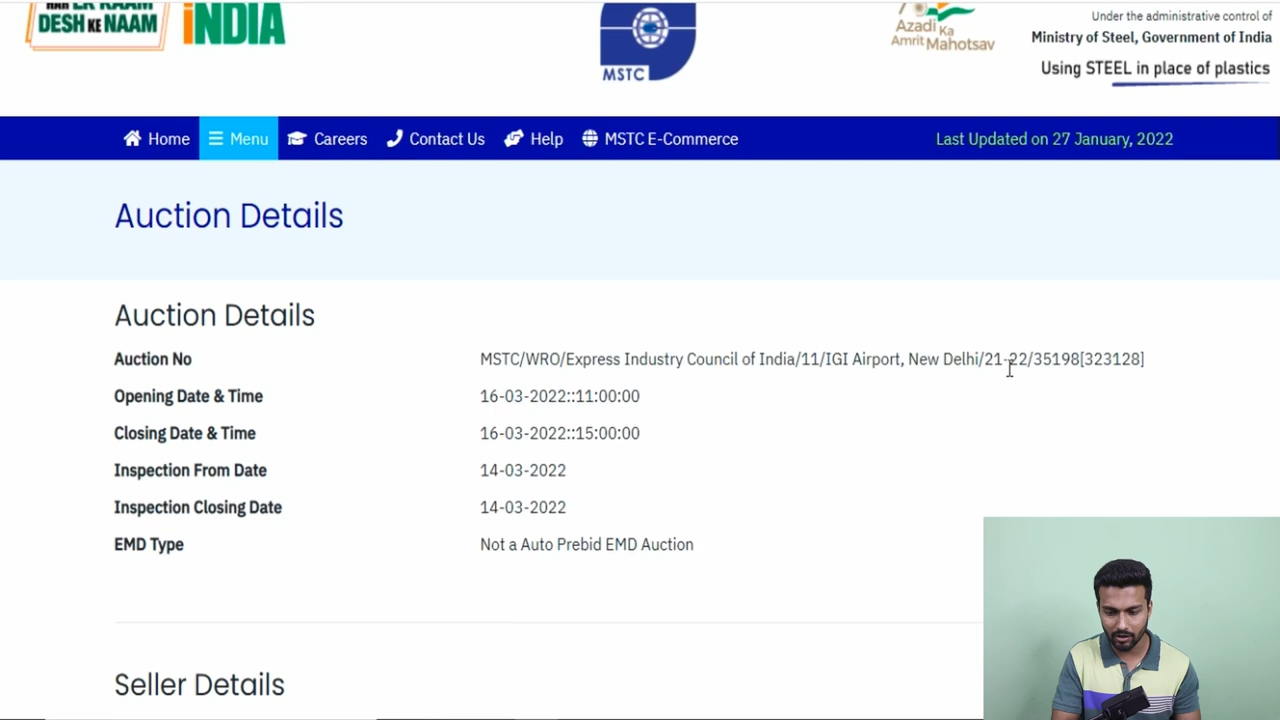 HAR EK KAAM
DESH KE NAAM
iNDIA
MSTC
Azadi Ka
Amrit Mahotsav
Under the administrative control of
Ministry of Steel, Government of India
Using STEEL in place of plastics
Home
Menu
Careers
Contact Us
Help
MSTC E-Commerce
Last Updated on 27 January, 2022
Auction Details
Auction Details
Auction No MSTC/WRO/Express Industry Council of India/11/IGI Airport, New Delhi/21-22/35198[323128]
Opening Date & Time 16-03-2022::11:00:00
Closing Date & Time 16-03-2022::15:00:00
Inspection From Date 14-03-2022
Inspection Closing Date 14-03-2022
EMD Type Not a Auto Prebid EMD Auction
Seller Details